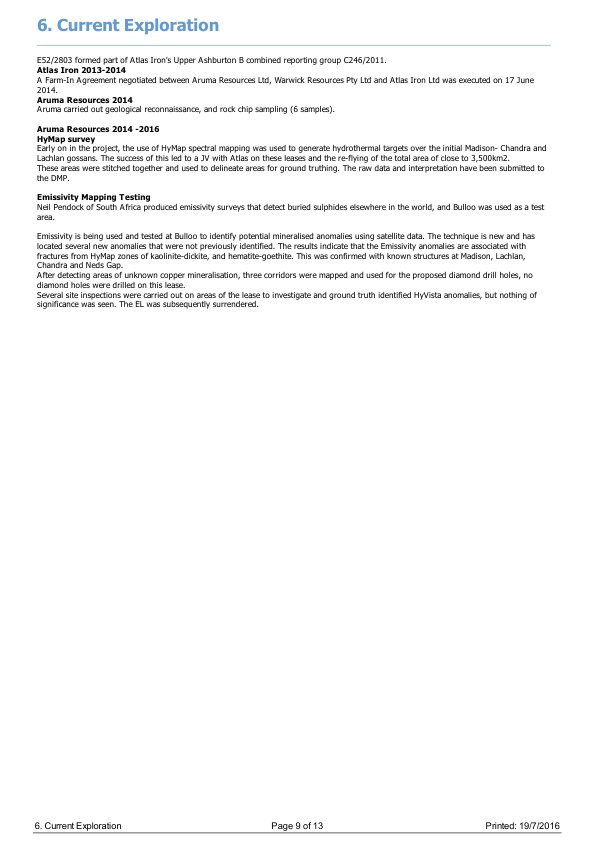 6. Current Exploration
E52/2803 formed part of Atlas Iron's Upper Ashburton B combined reporting group C246/2011.
Atlas Iron 2013-2014
A Farm-In Agreement negotiated between Aruma Resources Ltd, Warwick Resources Pty Ltd and Atlas Iron Ltd was executed on 17 June
2014.
Aruma Resources 2014
Aruma carried out geological reconnaissance, and rock chip sampling (6 samples).
Aruma Resources 2014 -2016
HyMap survey
Early on in the project, the use of HyMap spectral mapping was used to generate hydrothermal targets over the initial Madison- Chandra and
Lachlan gossans. The success of this led to a JV with Atlas on these leases and the re-flying of the total area of close to 3,500km2.
These areas were stitched together and used to delineate areas for ground truthing. The raw data and interpretation have been submitted to
the DMP.
Emissivity Mapping Testing
Neil Pendock of South Africa produced emissivity surveys that detect buried sulphides elsewhere in the world, and Bulloo was used as a test
area.
Emissivity is being used and tested at Bulloo to identify potential mineralised anomalies using satellite data. The technique is new and has
located several new anomalies that were not previously identified. The results indicate that the Emissivity anomalies are associated with
fractures from HyMap zones of kaolinite-dickite, and hematite-goethite. This was confirmed with known structures at Madison, Lachlan,
Chandra and Neds Gap.
After detecting areas of unknown copper mineralisation, three corridors were mapped and used for the proposed diamond drill holes, no
diamond holes were drilled on this lease.
Several site inspections were carried out on areas of the lease to investigate and ground truth identified HyVista anomalies, but nothing of
significance was seen. The EL was subsequently surrendered.
6. Current Exploration Page 9 of 13 Printed: 19/7/2016